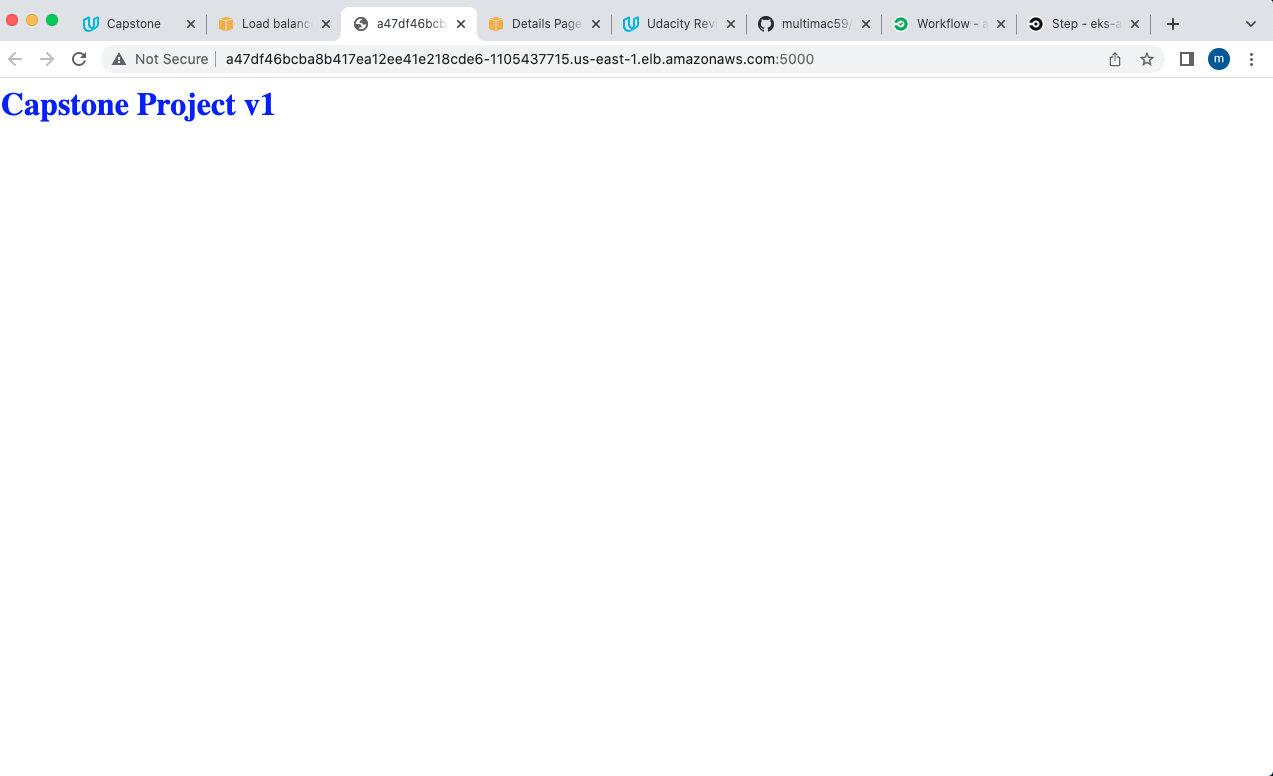 Capstone
Load balanc
a47df46bcb
Details Page
Udacity Revi
multimac59/
Workflow - a
Step - eks-a
Not Secure
a47df46bcba8b417ea12ee41e218cde6-1105437715.us-east-1.elb.amazonaws.com:5000
m
Capstone Project v1